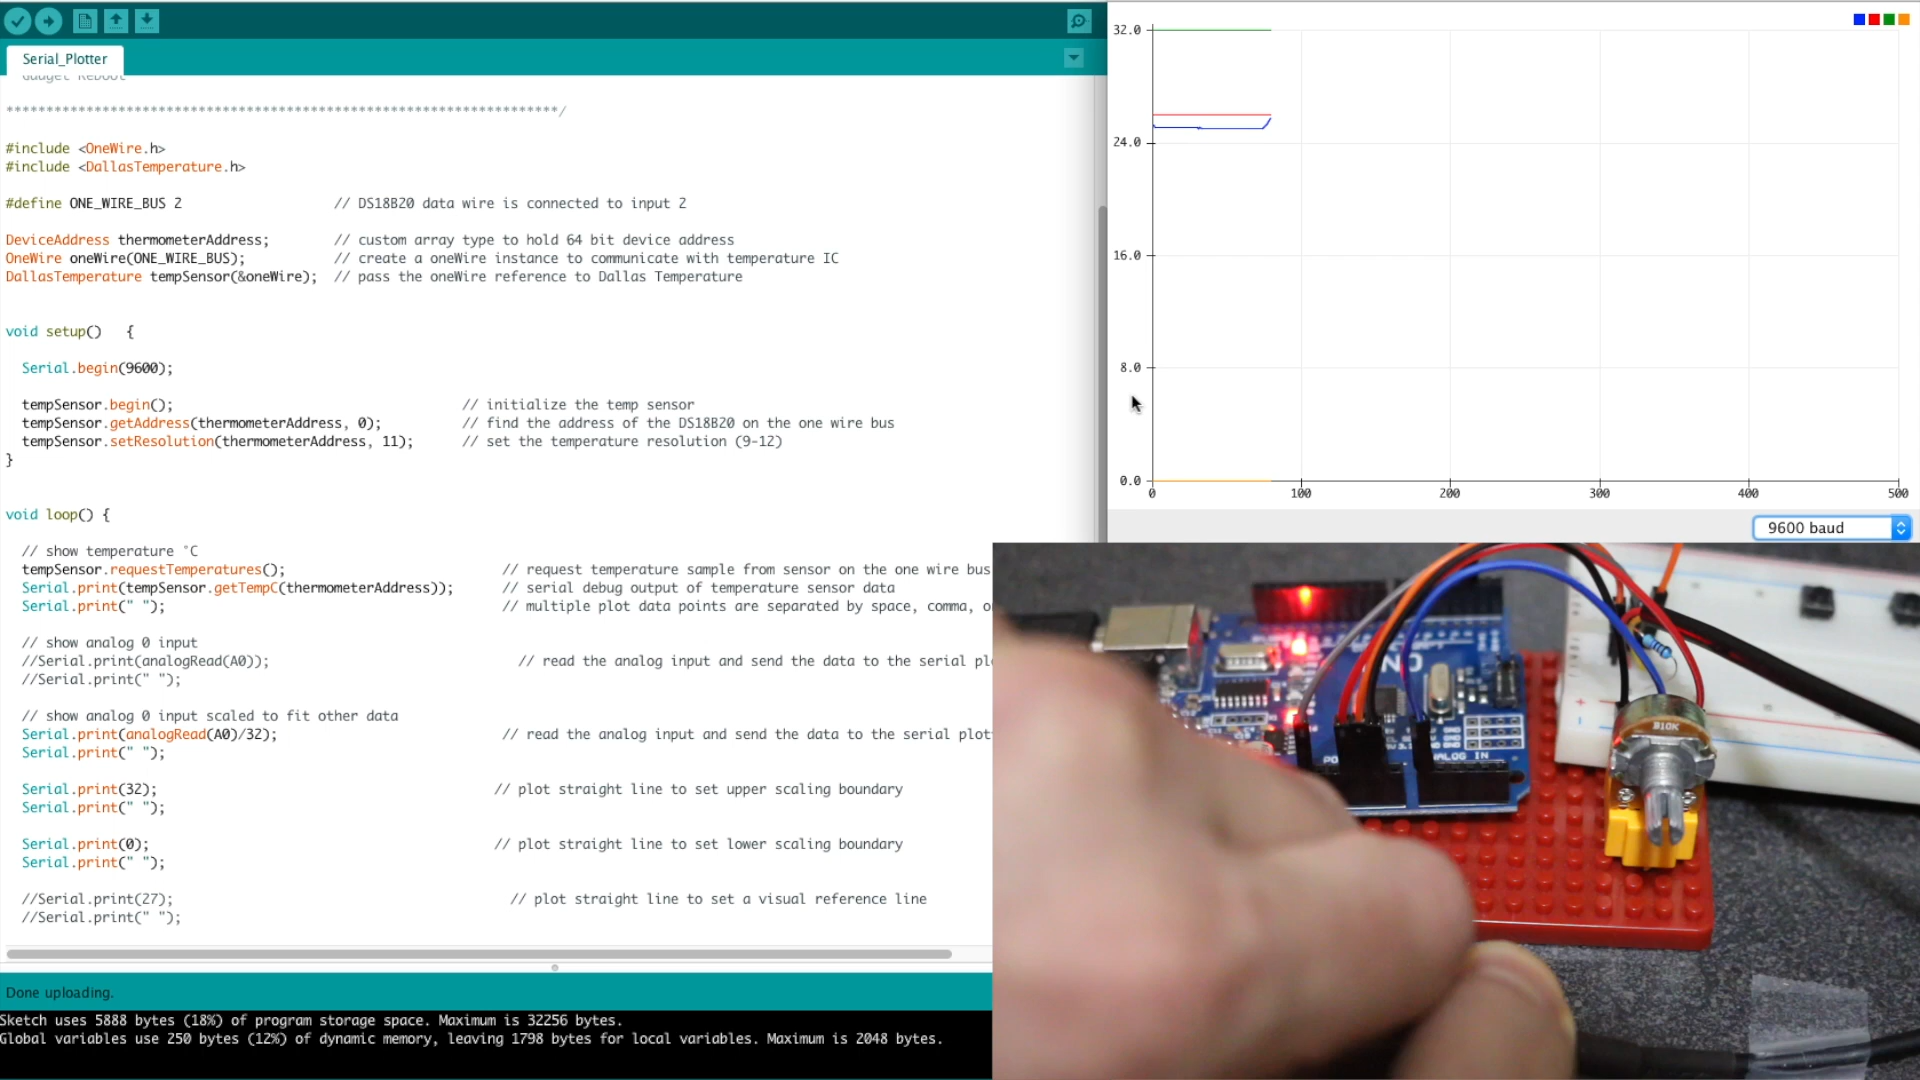 Serial_Plotter
Gadget Reboot
*********************************************************************/
#include <OneWire.h>
#include <DallasTemperature.h>
#define ONE_WIRE_BUS 2 // DS18B20 data wire is connected to input 2
DeviceAddress thermometerAddress; // custom array type to hold 64 bit device address
OneWire oneWire(ONE_WIRE_BUS); // create a oneWire instance to communicate with temperature IC
DallasTemperature tempSensor(&oneWire); // pass the oneWire reference to Dallas Temperature
void setup() {
Serial.begin(9600);
tempSensor.begin(); // initialize the temp sensor
tempSensor.getAddress(thermometerAddress, 0); // find the address of the DS18B20 on the one wire bus
tempSensor.setResolution(thermometerAddress, 11); // set the temperature resolution (9-12)
}
void loop() {
// show temperature °C
tempSensor.requestTemperatures(); // request temperature sample from sensor on the one wire bus
Serial.print(tempSensor.getTempC(thermometerAddress)); // serial debug output of temperature sensor data
Serial.print(" "); // multiple plot data points are separated by space, comma, o
// show analog 0 input
//Serial.print(analogRead(A0)); // read the analog input and send the data to the serial pl
//Serial.print(" ");
// show analog 0 input scaled to fit other data
Serial.print(analogRead(A0)/32); // read the analog input and send the data to the serial plot
Serial.print(" ");
Serial.print(32); // plot straight line to set upper scaling boundary
Serial.print(" ");
Serial.print(0); // plot straight line to set lower scaling boundary
Serial.print(" ");
//Serial.print(27); // plot straight line to set a visual reference line
//Serial.print(" ");
Done uploading.
Sketch uses 5888 bytes (18%) of program storage space. Maximum is 32256 bytes.
Global variables use 250 bytes (12%) of dynamic memory, leaving 1798 bytes for local variables. Maximum is 2048 bytes.
32.0
24.0
16.0
8.0
0.0
0 100 200 300 400 500
9600 baud
B10K